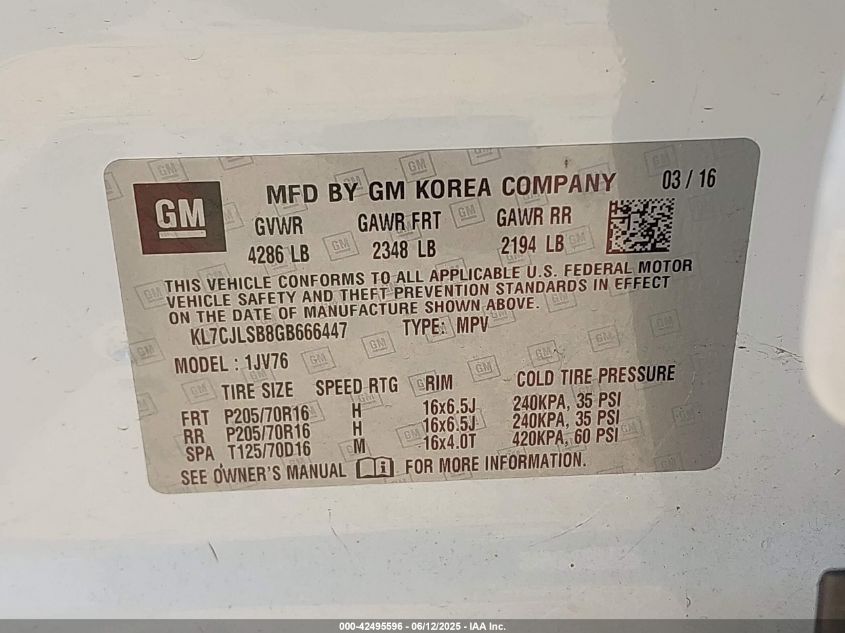 GM
MFD BY GM KOREA COMPANY 03 / 16
GVWR GAWR FRT GAWR RR
4286 LB 2348 LB 2194 LB
THIS VEHICLE CONFORMS TO ALL APPLICABLE U.S. FEDERAL MOTOR
VEHICLE SAFETY AND THEFT PREVENTION STANDARDS IN EFFECT
ON THE DATE OF MANUFACTURE SHOWN ABOVE.
KL7CJLSB8GB666447 TYPE: MPV
MODEL : 1JV76
TIRE SIZE SPEED RTG RIM COLD TIRE PRESSURE
FRT P205/70R16 H 16x6.5J 240KPA, 35 PSI
RR P205/70R16 H 16x6.5J 240KPA, 35 PSI
SPA T125/70D16 M 16x4.0T 420KPA, 60 PSI
SEE OWNER'S MANUAL FOR MORE INFORMATION.
000-42495596 - 06/12/2025 - IAA Inc.